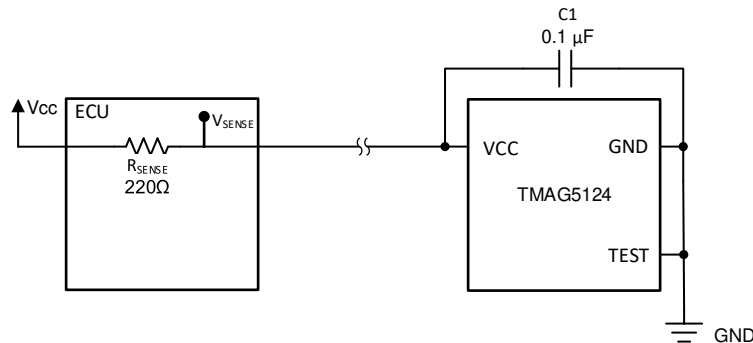 C1
0.1 µF
Vcc
ECU
VSENSE
RSENSE
220Ω
VCC
GND
TMAG5124
TEST
GND